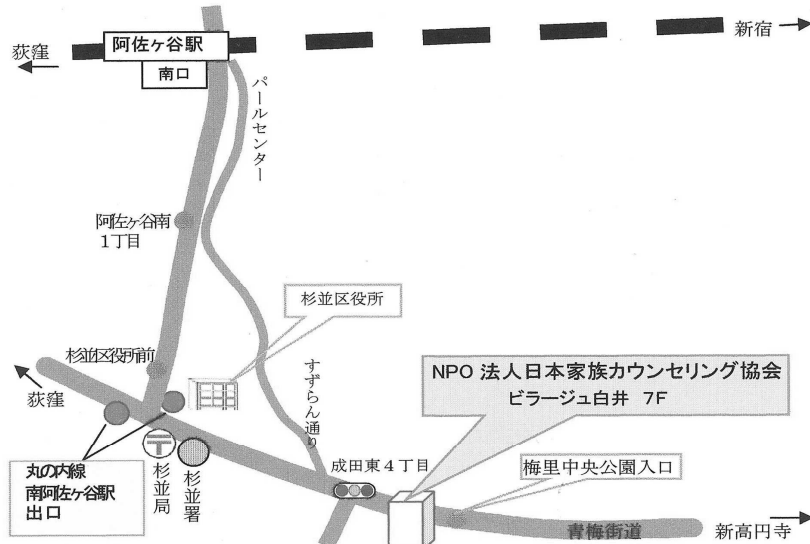 阿佐ヶ谷駅
南口
荻窪
新宿
パールセンター
阿佐ヶ谷南
1丁目
杉並区役所
杉並区役所前
すずらん通り
荻窪
NPO 法人日本家族カウンセリング協会
ビラージュ白井 7F
丸の内線
南阿佐ヶ谷駅
出口
杉並局
杉並署
成田東4丁目
梅里中央公園入口
青梅街道
新高円寺